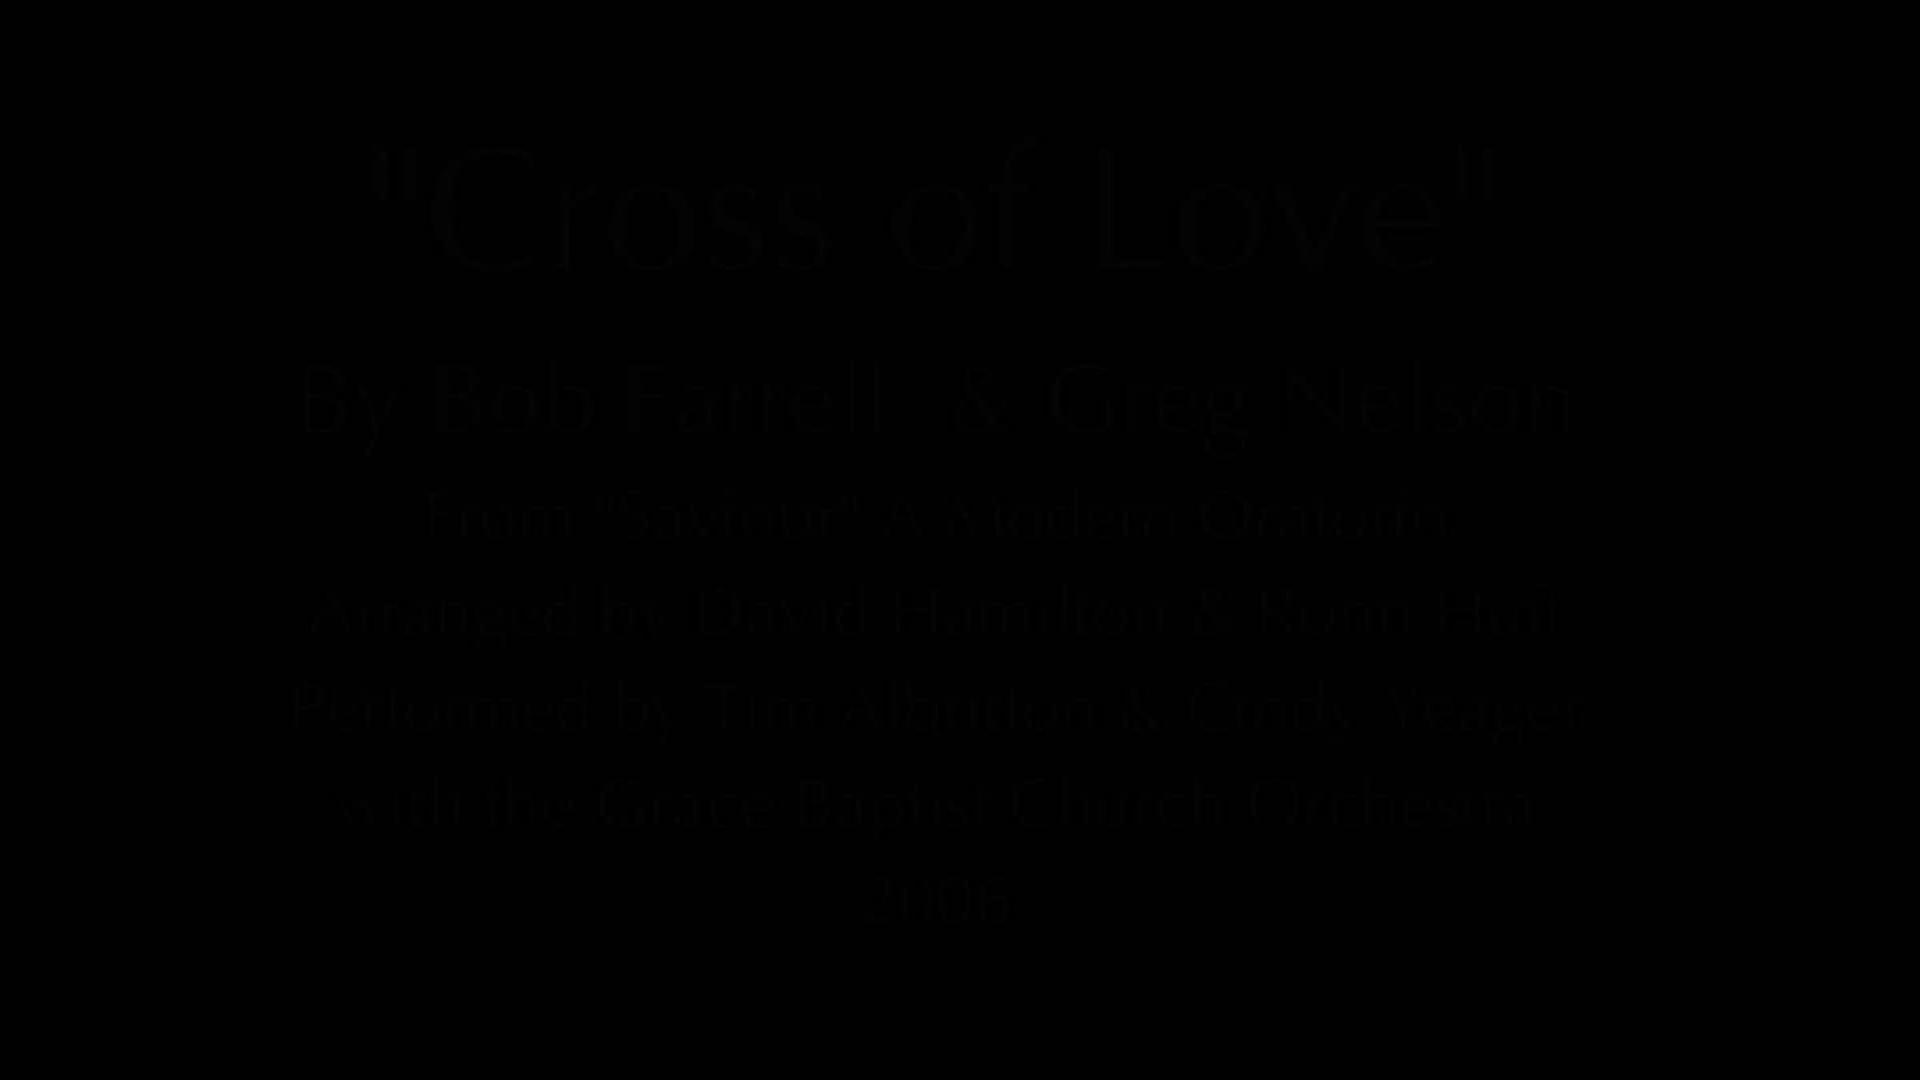 "Cross of Love"
By Bob Farrell & Greg Nelson
From "Saviour" A Modern Oratorio
Arranged by David Hamilton & Ronn Huff
Performed by Tim Albritton & Cindy Yeager
with the Grace Baptist Church Orchestra
2006